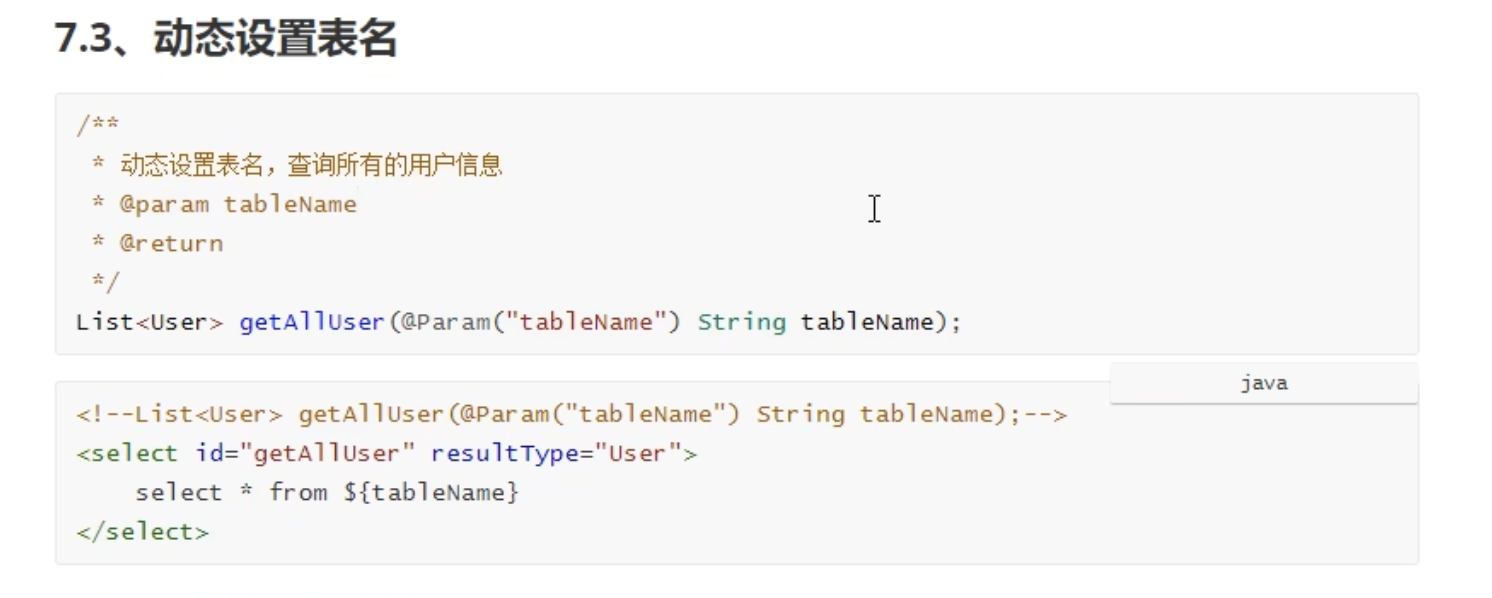 7.3、动态设置表名
/**
 * 动态设置表名，查询所有的用户信息
 * @param tableName
 * @return
 */
List<User> getAllUser(@Param("tableName") String tableName);
java
<!--List<User> getAllUser(@Param("tableName") String tableName);-->
<select id="getAllUser" resultType="User">
    select * from ${tableName}
</select>